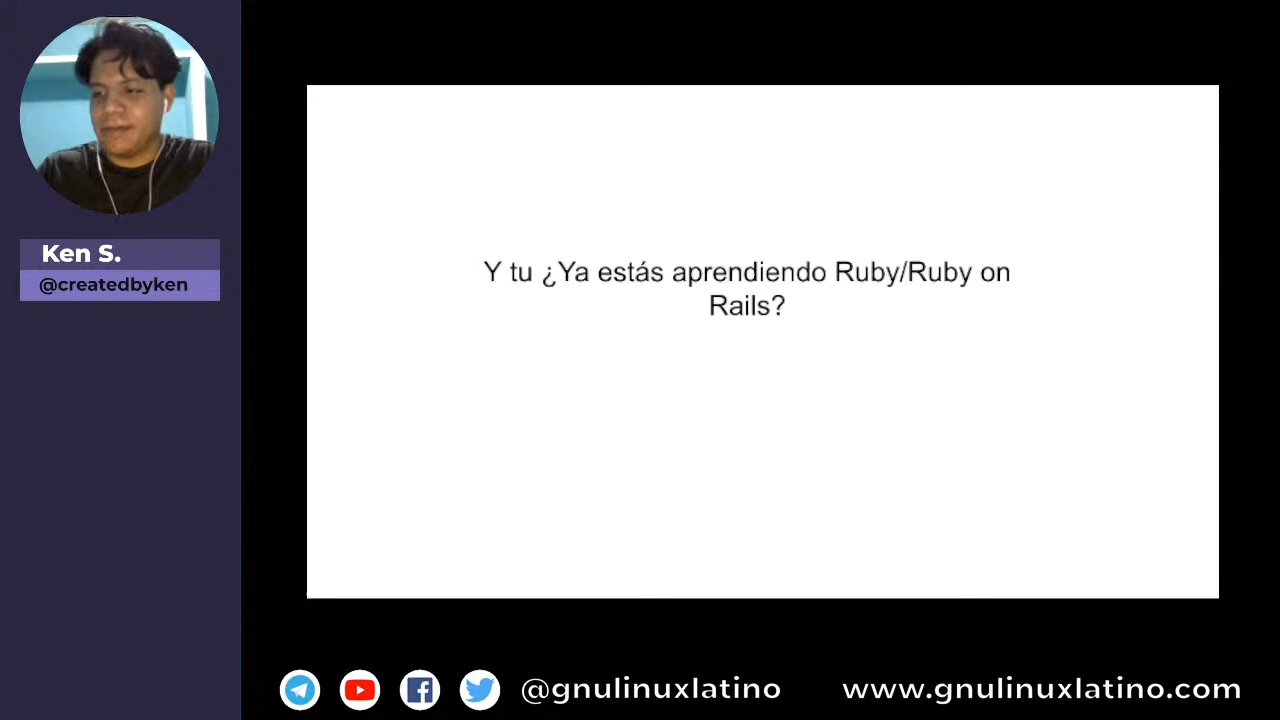 Ken S.
@createdbyken
Y tu ¿Ya estás aprendiendo Ruby/Ruby on
Rails?
@gnulinuxlatino
www.gnulinuxlatino.com